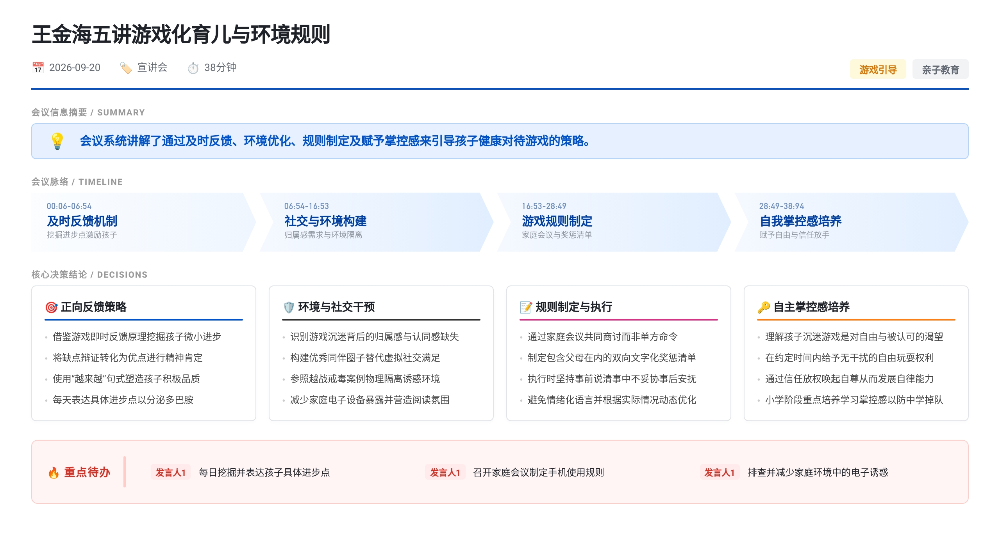 王金海五讲游戏化育儿与环境规则
2026-09-20 宣讲会 38分钟
游戏引导 亲子教育
会议信息摘要 / SUMMARY
会议系统讲解了通过及时反馈、环境优化、规则制定及赋予掌控感来引导孩子健康对待游戏的策略。
会议脉络 / TIMELINE
00:06-06:54
及时反馈机制
挖掘进步点激励孩子
06:54-16:53
社交与环境构建
归属感需求与环境隔离
16:53-28:49
游戏规则制定
家庭会议与奖惩清单
28:49-38:94
自我掌控感培养
赋予自由与信任放手
核心决策结论 / DECISIONS
正向反馈策略
借鉴游戏即时反馈原理挖掘孩子微小进步
将缺点辩证转化为优点进行精神肯定
使用“越来越”句式塑造孩子积极品质
每天表达具体进步点以分泌多巴胺
环境与社交干预
识别游戏沉迷背后的归属感与认同感缺失
构建优秀同伴圈子替代虚拟社交满足
参照越战戒毒案例物理隔离诱惑环境
减少家庭电子设备暴露并营造阅读氛围
规则制定与执行
通过家庭会议共同商讨而非单方命令
制定包含父母在内的双向文字化奖惩清单
执行时坚持事前说清事中不妥协事后安抚
避免情绪化语言并根据实际情况动态优化
自主掌控感培养
理解孩子沉迷游戏是对自由与被认可的渴望
在约定时间内给予无干扰的自由玩耍权利
通过信任放权唤起自尊从而发展自律能力
小学阶段重点培养学习掌控感以防中学掉队
重点待办
发言人1 每日挖掘并表达孩子具体进步点
发言人1 召开家庭会议制定手机使用规则
发言人1 排查并减少家庭环境中的电子诱惑